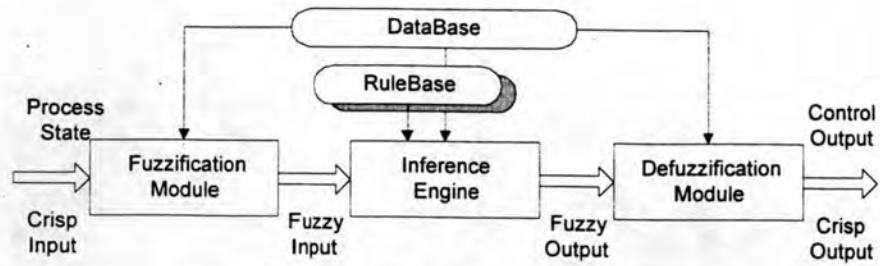 DataBase
RuleBase
Process
State
Control
Output
Fuzzification
Module
Inference
Engine
Defuzzification
Module
Crisp
Input
Fuzzy
Input
Fuzzy
Output
Crisp
Output